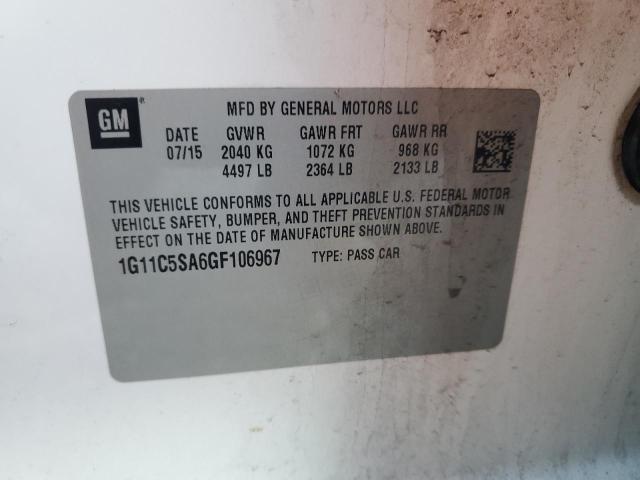 GM
MFD BY GENERAL MOTORS LLC
DATE GVWR GAWR FRT GAWR RR
07/15 2040 KG 1072 KG 968 KG
4497 LB 2364 LB 2133 LB
THIS VEHICLE CONFORMS TO ALL APPLICABLE U.S. FEDERAL MOTOR
VEHICLE SAFETY, BUMPER, AND THEFT PREVENTION STANDARDS IN
EFFECT ON THE DATE OF MANUFACTURE SHOWN ABOVE.
1G11C5SA6GF106967 TYPE: PASS CAR